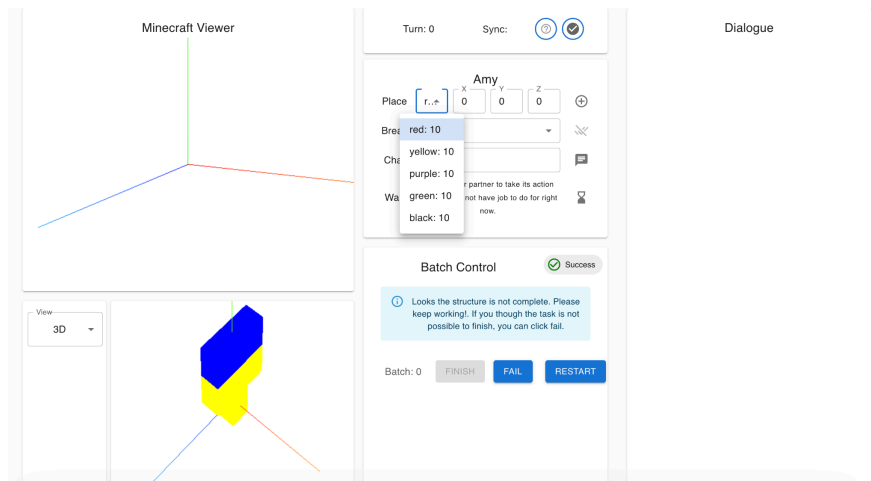 Minecraft Viewer
Turn: 0
Sync:
Dialogue
Amy
Place
r...
X
0
Y
0
Z
0
red: 10
yellow: 10
purple: 10
green: 10
black: 10
r partner to take its action
not have job to do for right
now.
Batch Control
Success
Looks the structure is not complete. Please
keep working!. If you though the task is not
possible to finish, you can click fail.
View
3D
Batch: 0
FINISH
FAIL
RESTART